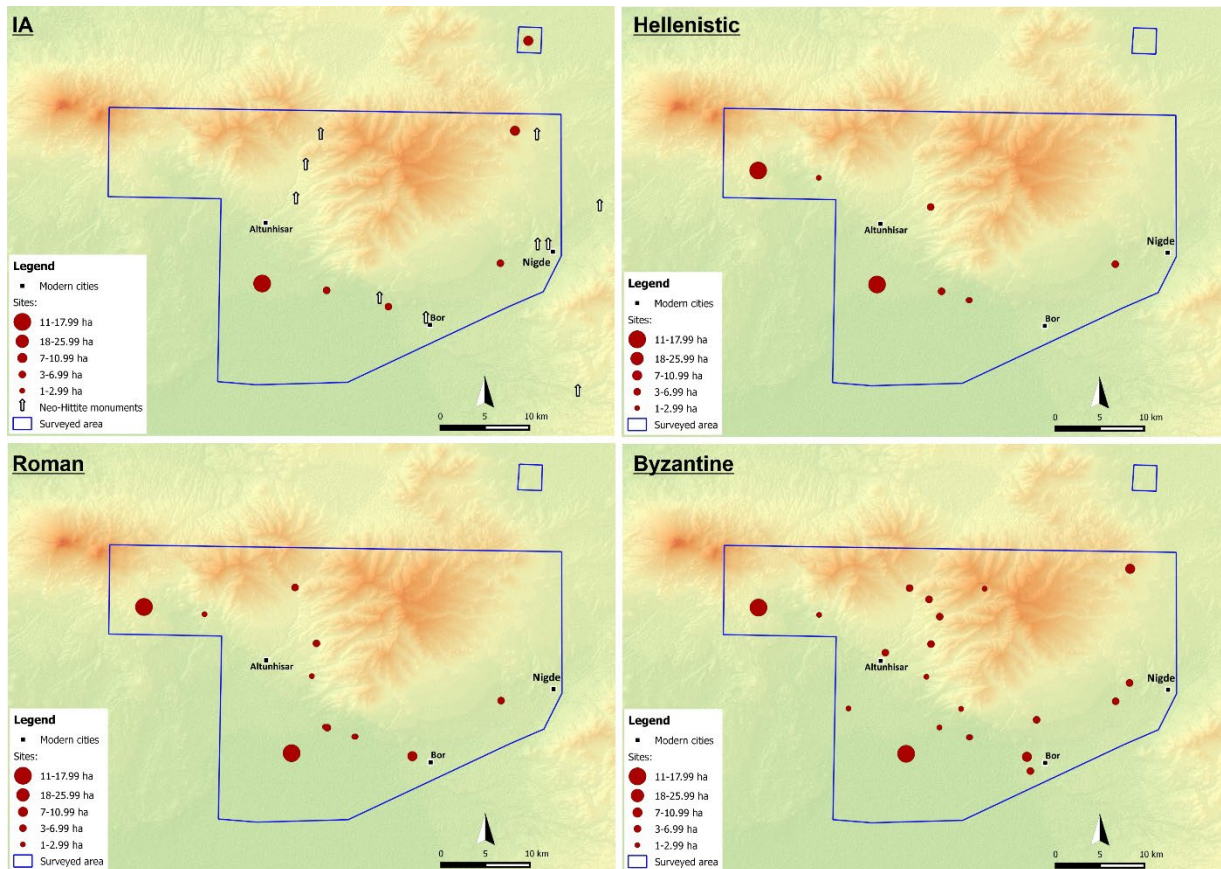 IA
Altunhisar
Nigde
Bor
Legend
Modern cities
Sites:
11-17.99 ha
18-25.99 ha
7-10.99 ha
3-6.99 ha
1-2.99 ha
Neo-Hittite monuments
Surveyed area
0 5 10 km
Hellenistic
Altunhisar
Nigde
Bor
Legend
Modern cities
Sites:
11-17.99 ha
18-25.99 ha
7-10.99 ha
3-6.99 ha
1-2.99 ha
Surveyed area
0 5 10 km
Roman
Altunhisar
Nigde
Bor
Legend
Modern cities
Sites:
11-17.99 ha
18-25.99 ha
7-10.99 ha
3-6.99 ha
1-2.99 ha
Surveyed area
0 5 10 km
Byzantine
Altunhisar
Nigde
Bor
Legend
Modern cities
Sites:
11-17.99 ha
18-25.99 ha
7-10.99 ha
3-6.99 ha
1-2.99 ha
Surveyed area
0 5 10 km